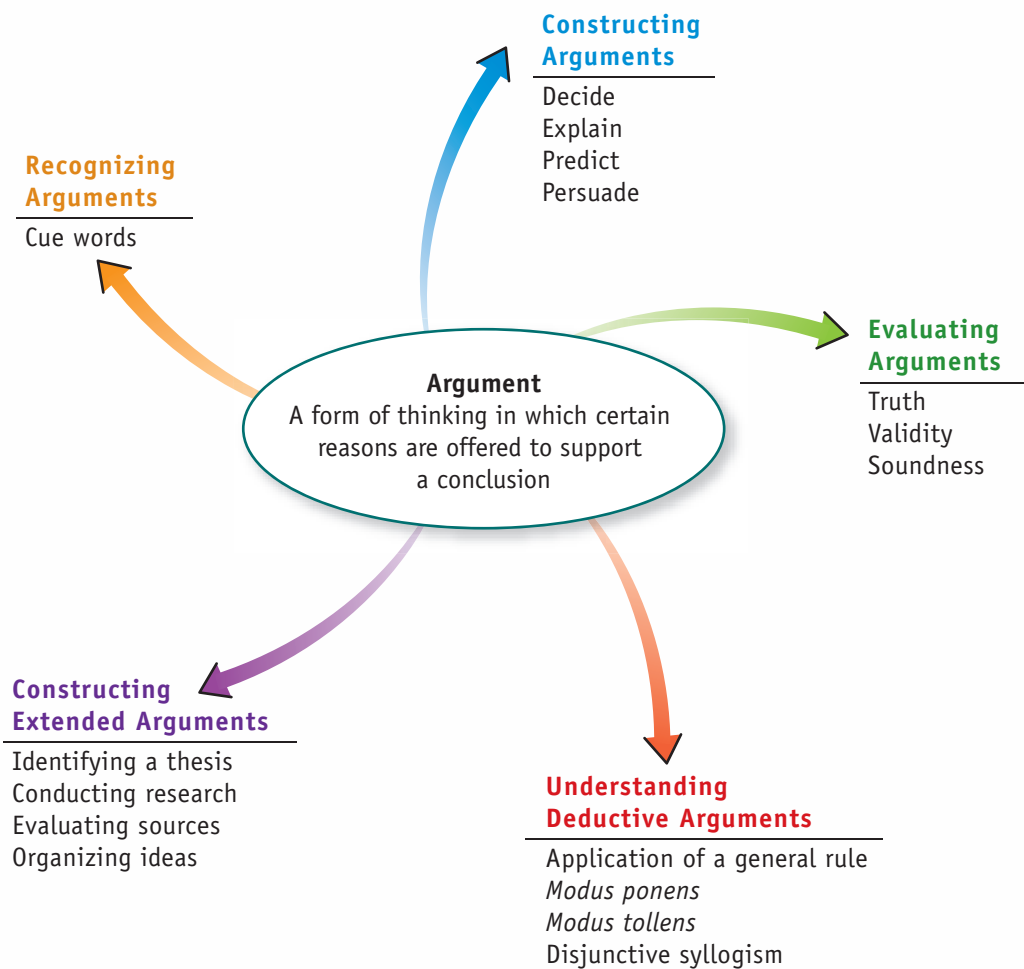 Constructing
Arguments
Decide
Explain
Predict
Persuade
Recognizing
Arguments
Cue words
Evaluating
Arguments
Truth
Validity
Soundness
Argument
A form of thinking in which certain
reasons are offered to support
a conclusion
Constructing
Extended Arguments
Identifying a thesis
Conducting research
Evaluating sources
Organizing ideas
Understanding
Deductive Arguments
Application of a general rule
Modus ponens
Modus tollens
Disjunctive syllogism